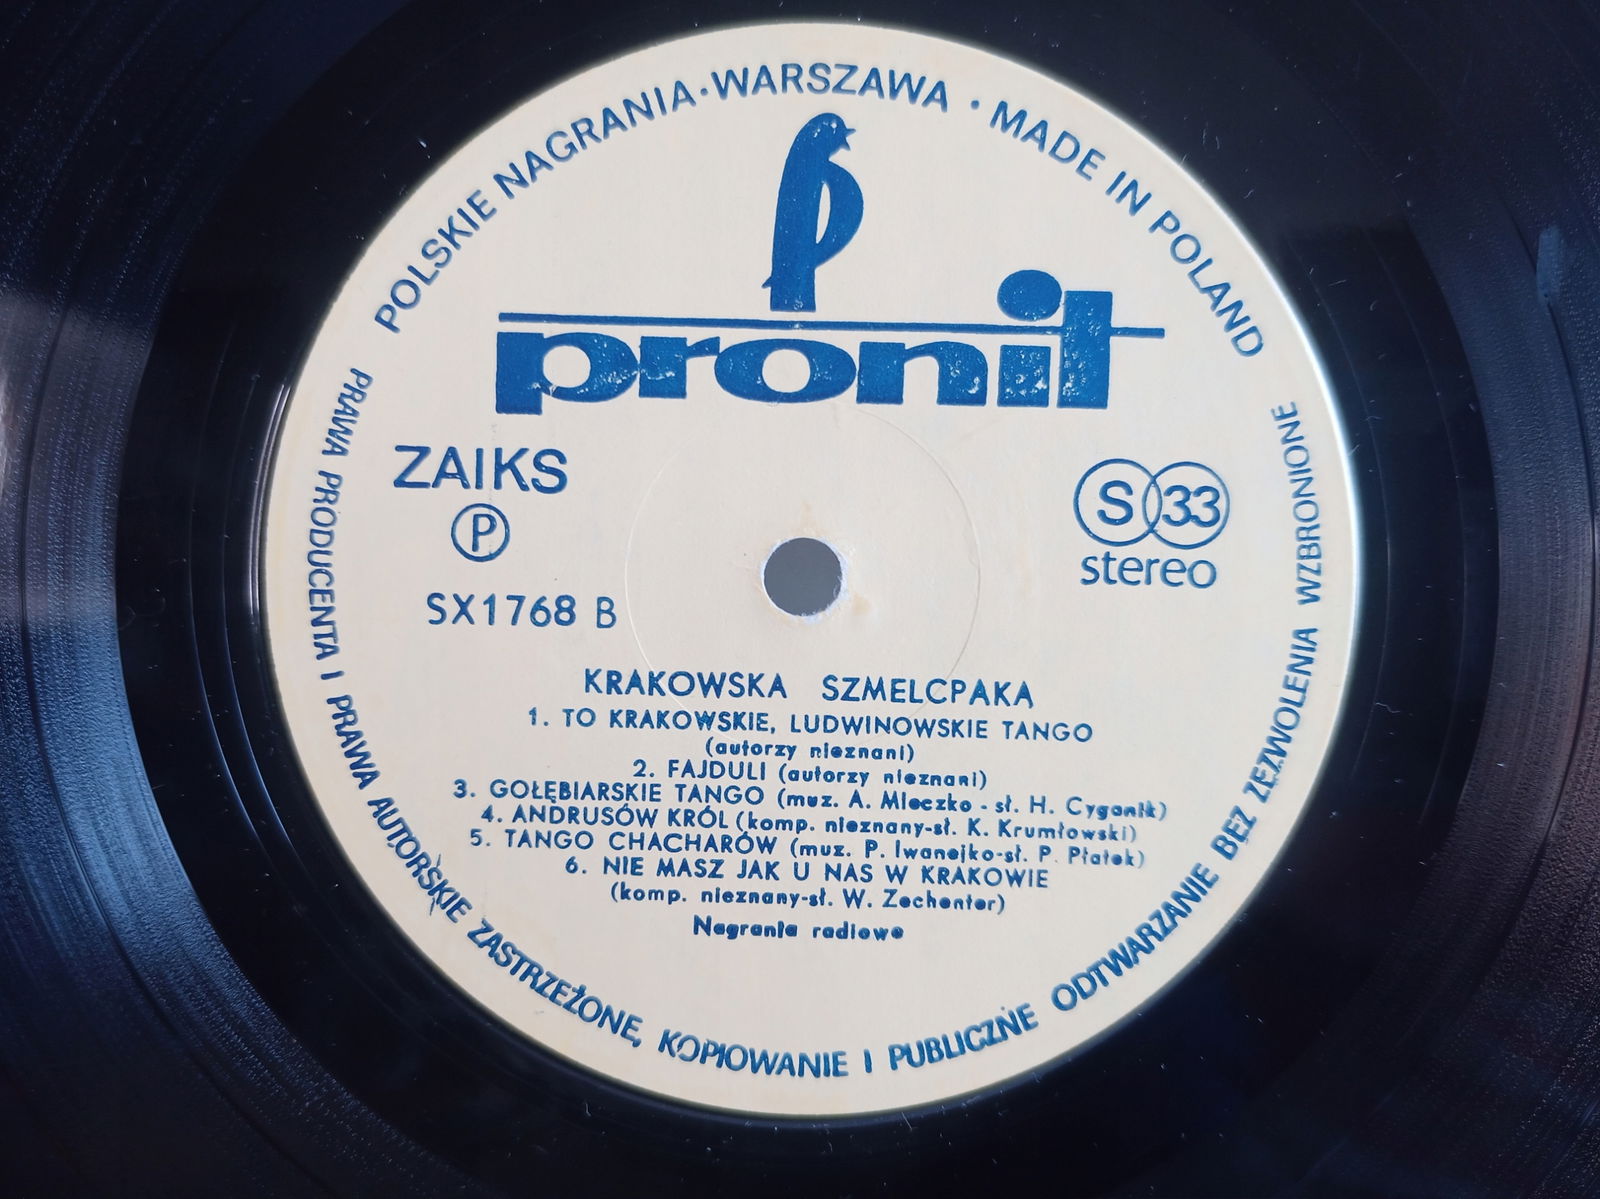 POLSKIE NAGRANIA · WARSZAWA · MADE IN POLAND
pronit
ZAIKS
P
S 33
stereo
SX1768 B
KRAKOWSKA SZMELCPAKA
1. TO KRAKOWSKIE, LUDWINOWSKIE TANGO
(autorzy nieznani)
2. FAJDULI (autorzy nieznani)
3. GOŁĘBIARSKIE TANGO (muz. A. Mleczko - sł. H. Cyganik)
4. ANDRUSÓW KRÓL (komp. nieznany-sł. K. Krumłowski)
5. TANGO CHACHARÓW (muz. P. Iwanejko-sł. P. Płatek)
6. NIE MASZ JAK U NAS W KRAKOWIE
(komp. nieznany-sł. W. Zechenter)
Nagrania radiowe
PRAWA PRODUCENTA I PRAWA AUTORSKIE ZASTRZEŻONE, KOPIOWANIE I PUBLICZNE ODTWARZANIE BEZ ZEZWOLENIA WZBRONIONE